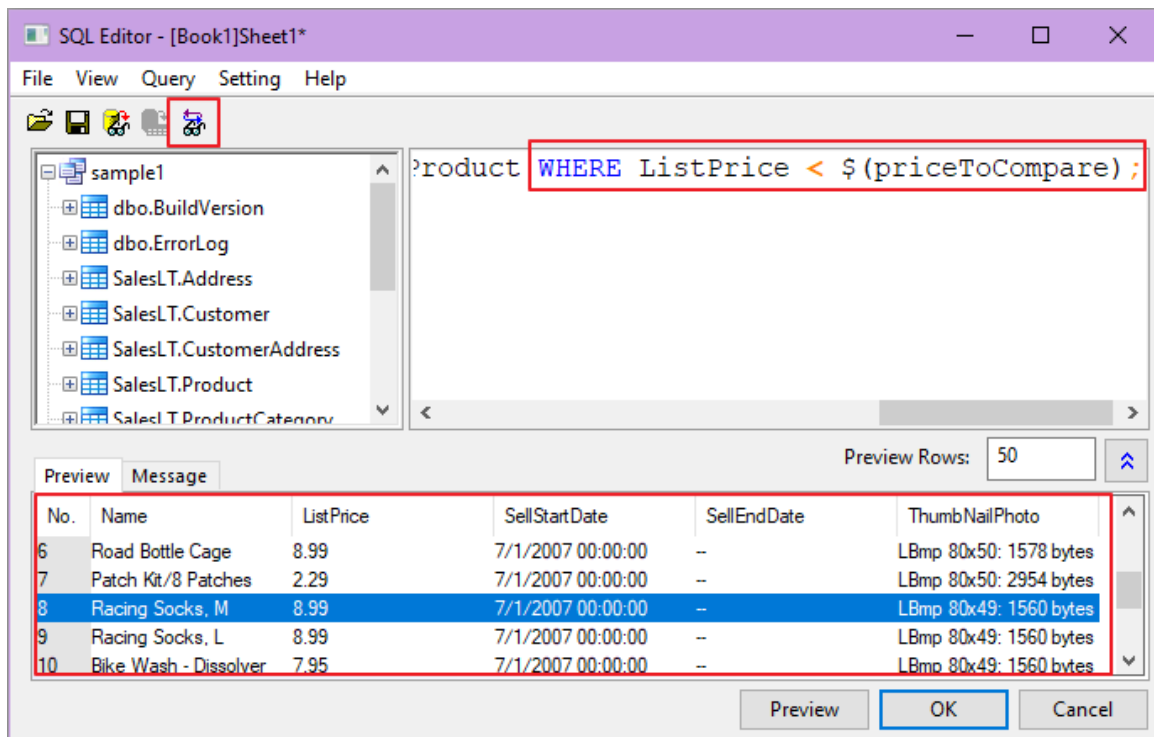 SQL Editor - [Book1]Sheet1*
File View Query Setting Help
sample1
dbo.BuildVersion
dbo.ErrorLog
SalesLT.Address
SalesLT.Customer
SalesLT.CustomerAddress
SalesLT.Product
SalesLT.ProductCategory
Product WHERE ListPrice < $(priceToCompare);
Preview Rows: 50
Preview Message
No. Name ListPrice SellStartDate SellEndDate ThumbNailPhoto
6 Road Bottle Cage 8.99 7/1/2007 00:00:00 -- LBmp 80x50: 1578 bytes
7 Patch Kit/8 Patches 2.29 7/1/2007 00:00:00 -- LBmp 80x50: 2954 bytes
8 Racing Socks, M 8.99 7/1/2007 00:00:00 -- LBmp 80x49: 1560 bytes
9 Racing Socks, L 8.99 7/1/2007 00:00:00 -- LBmp 80x49: 1560 bytes
10 Bike Wash - Dissolver 7.95 7/1/2007 00:00:00 -- LBmp 80x49: 1560 bytes
Preview OK Cancel